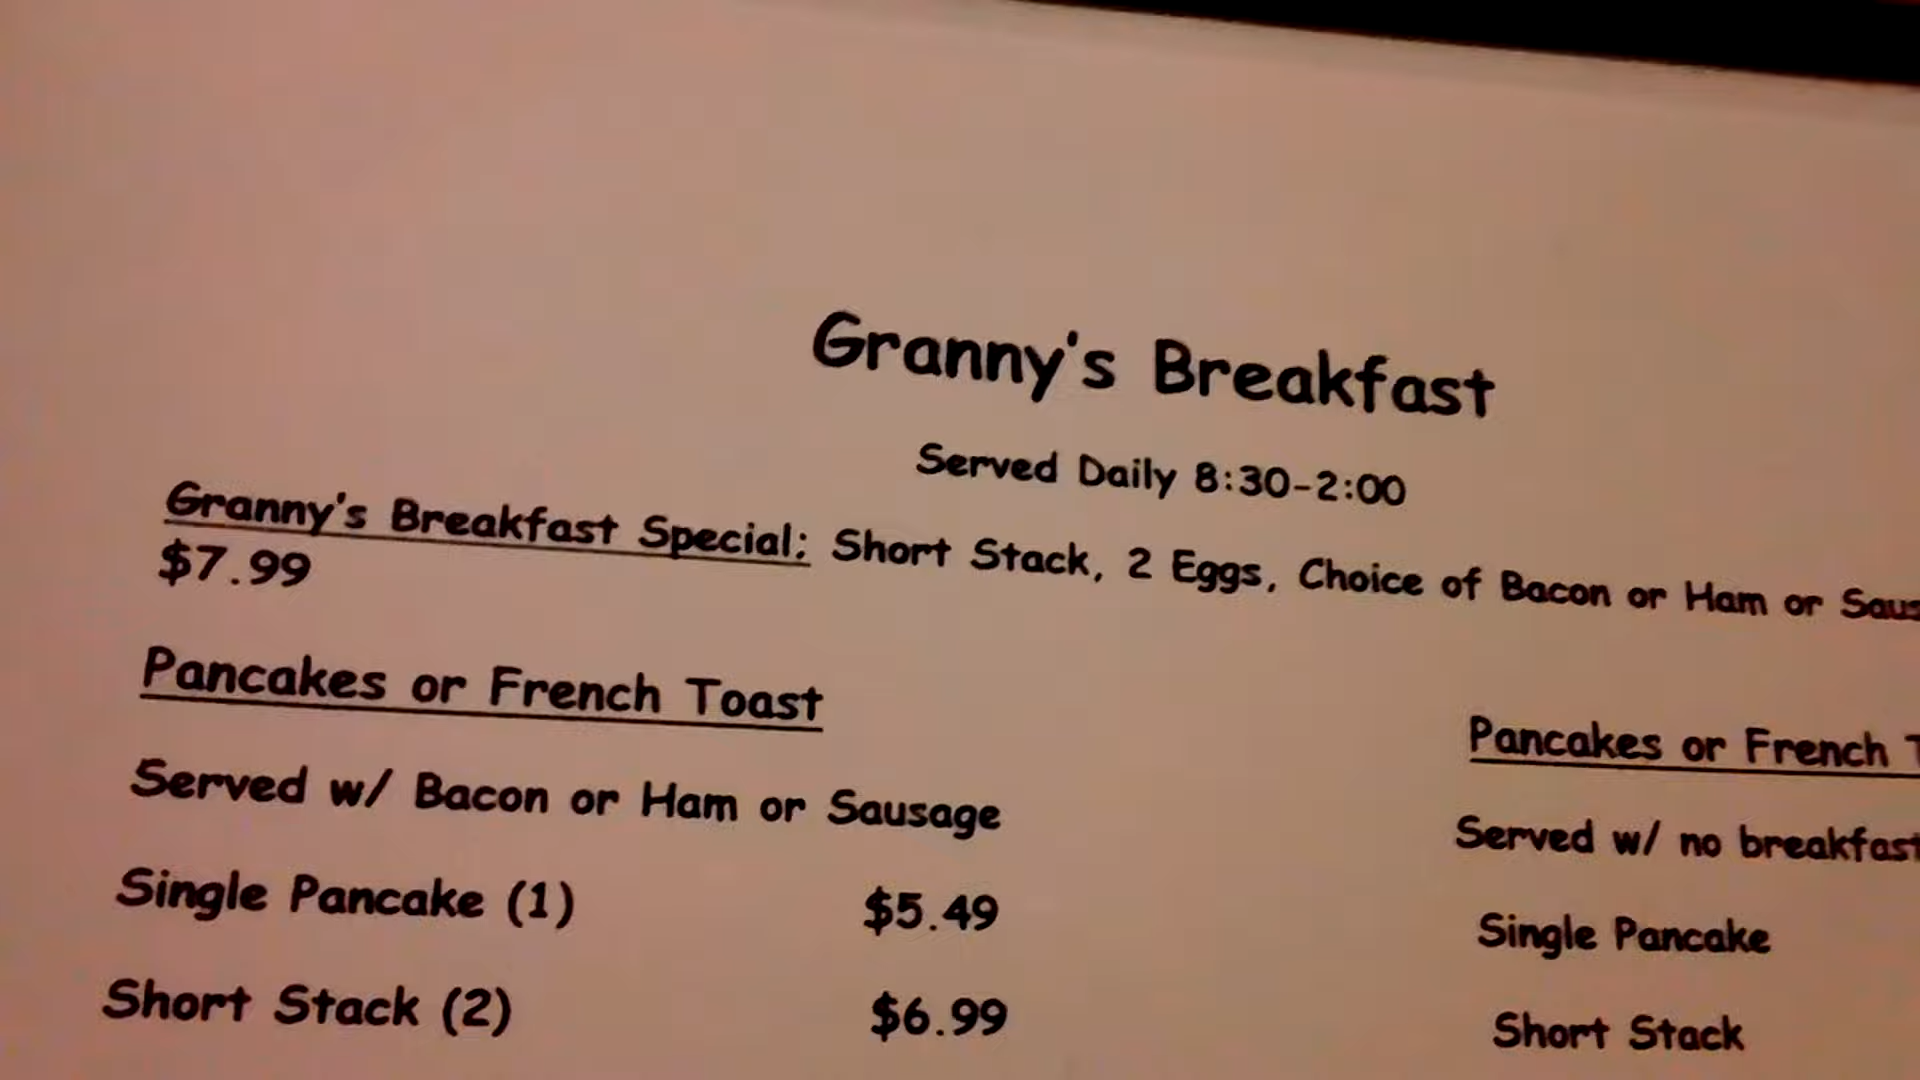 Granny's Breakfast
Served Daily 8:30-2:00
Granny's Breakfast Special: Short Stack, 2 Eggs, Choice of Bacon or Ham or
$7.99
Pancakes or French Toast
Served w/ Bacon or Ham or Sausage
Single Pancake (1) $5.49
Short Stack (2) $6.99
Pancakes or French
Served w/ no breakfast
Single Pancake
Short Stack